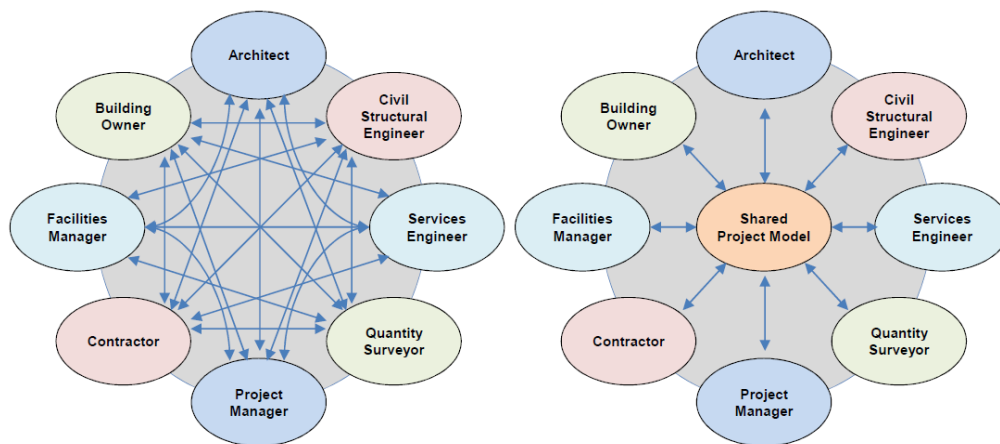 Architect
Building
Owner
Civil
Structural
Engineer
Facilities
Manager
Services
Engineer
Contractor
Quantity
Surveyor
Project
Manager
Architect
Building
Owner
Civil
Structural
Engineer
Facilities
Manager
Shared
Project Model
Services
Engineer
Contractor
Quantity
Surveyor
Project
Manager